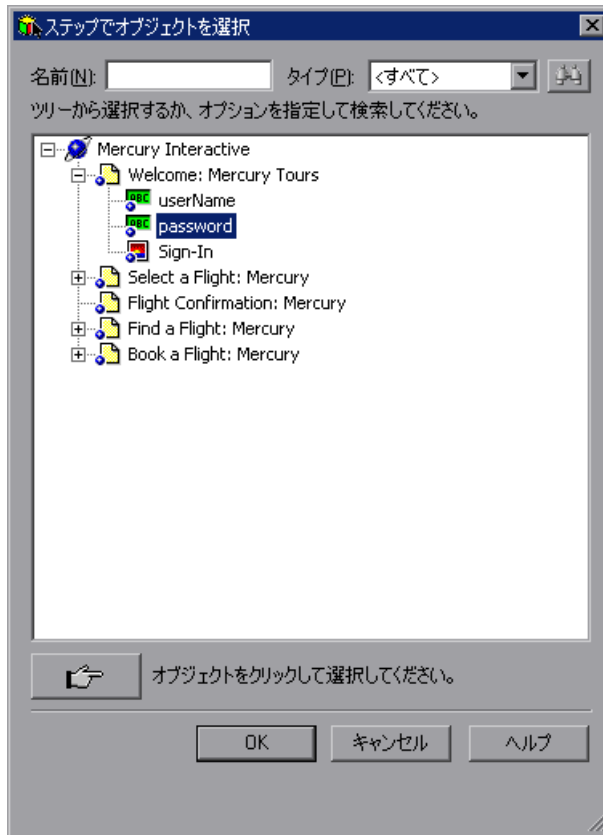 ステップでオブジェクトを選択
名前(N): タイプ(P): <すべて>
ツリーから選択するか、オプションを指定して検索してください。
Mercury Interactive
Welcome: Mercury Tours
ABC userName
ABC password
Sign-In
Select a Flight: Mercury
Flight Confirmation: Mercury
Find a Flight: Mercury
Book a Flight: Mercury
オブジェクトをクリックして選択してください。
OK キャンセル ヘルプ